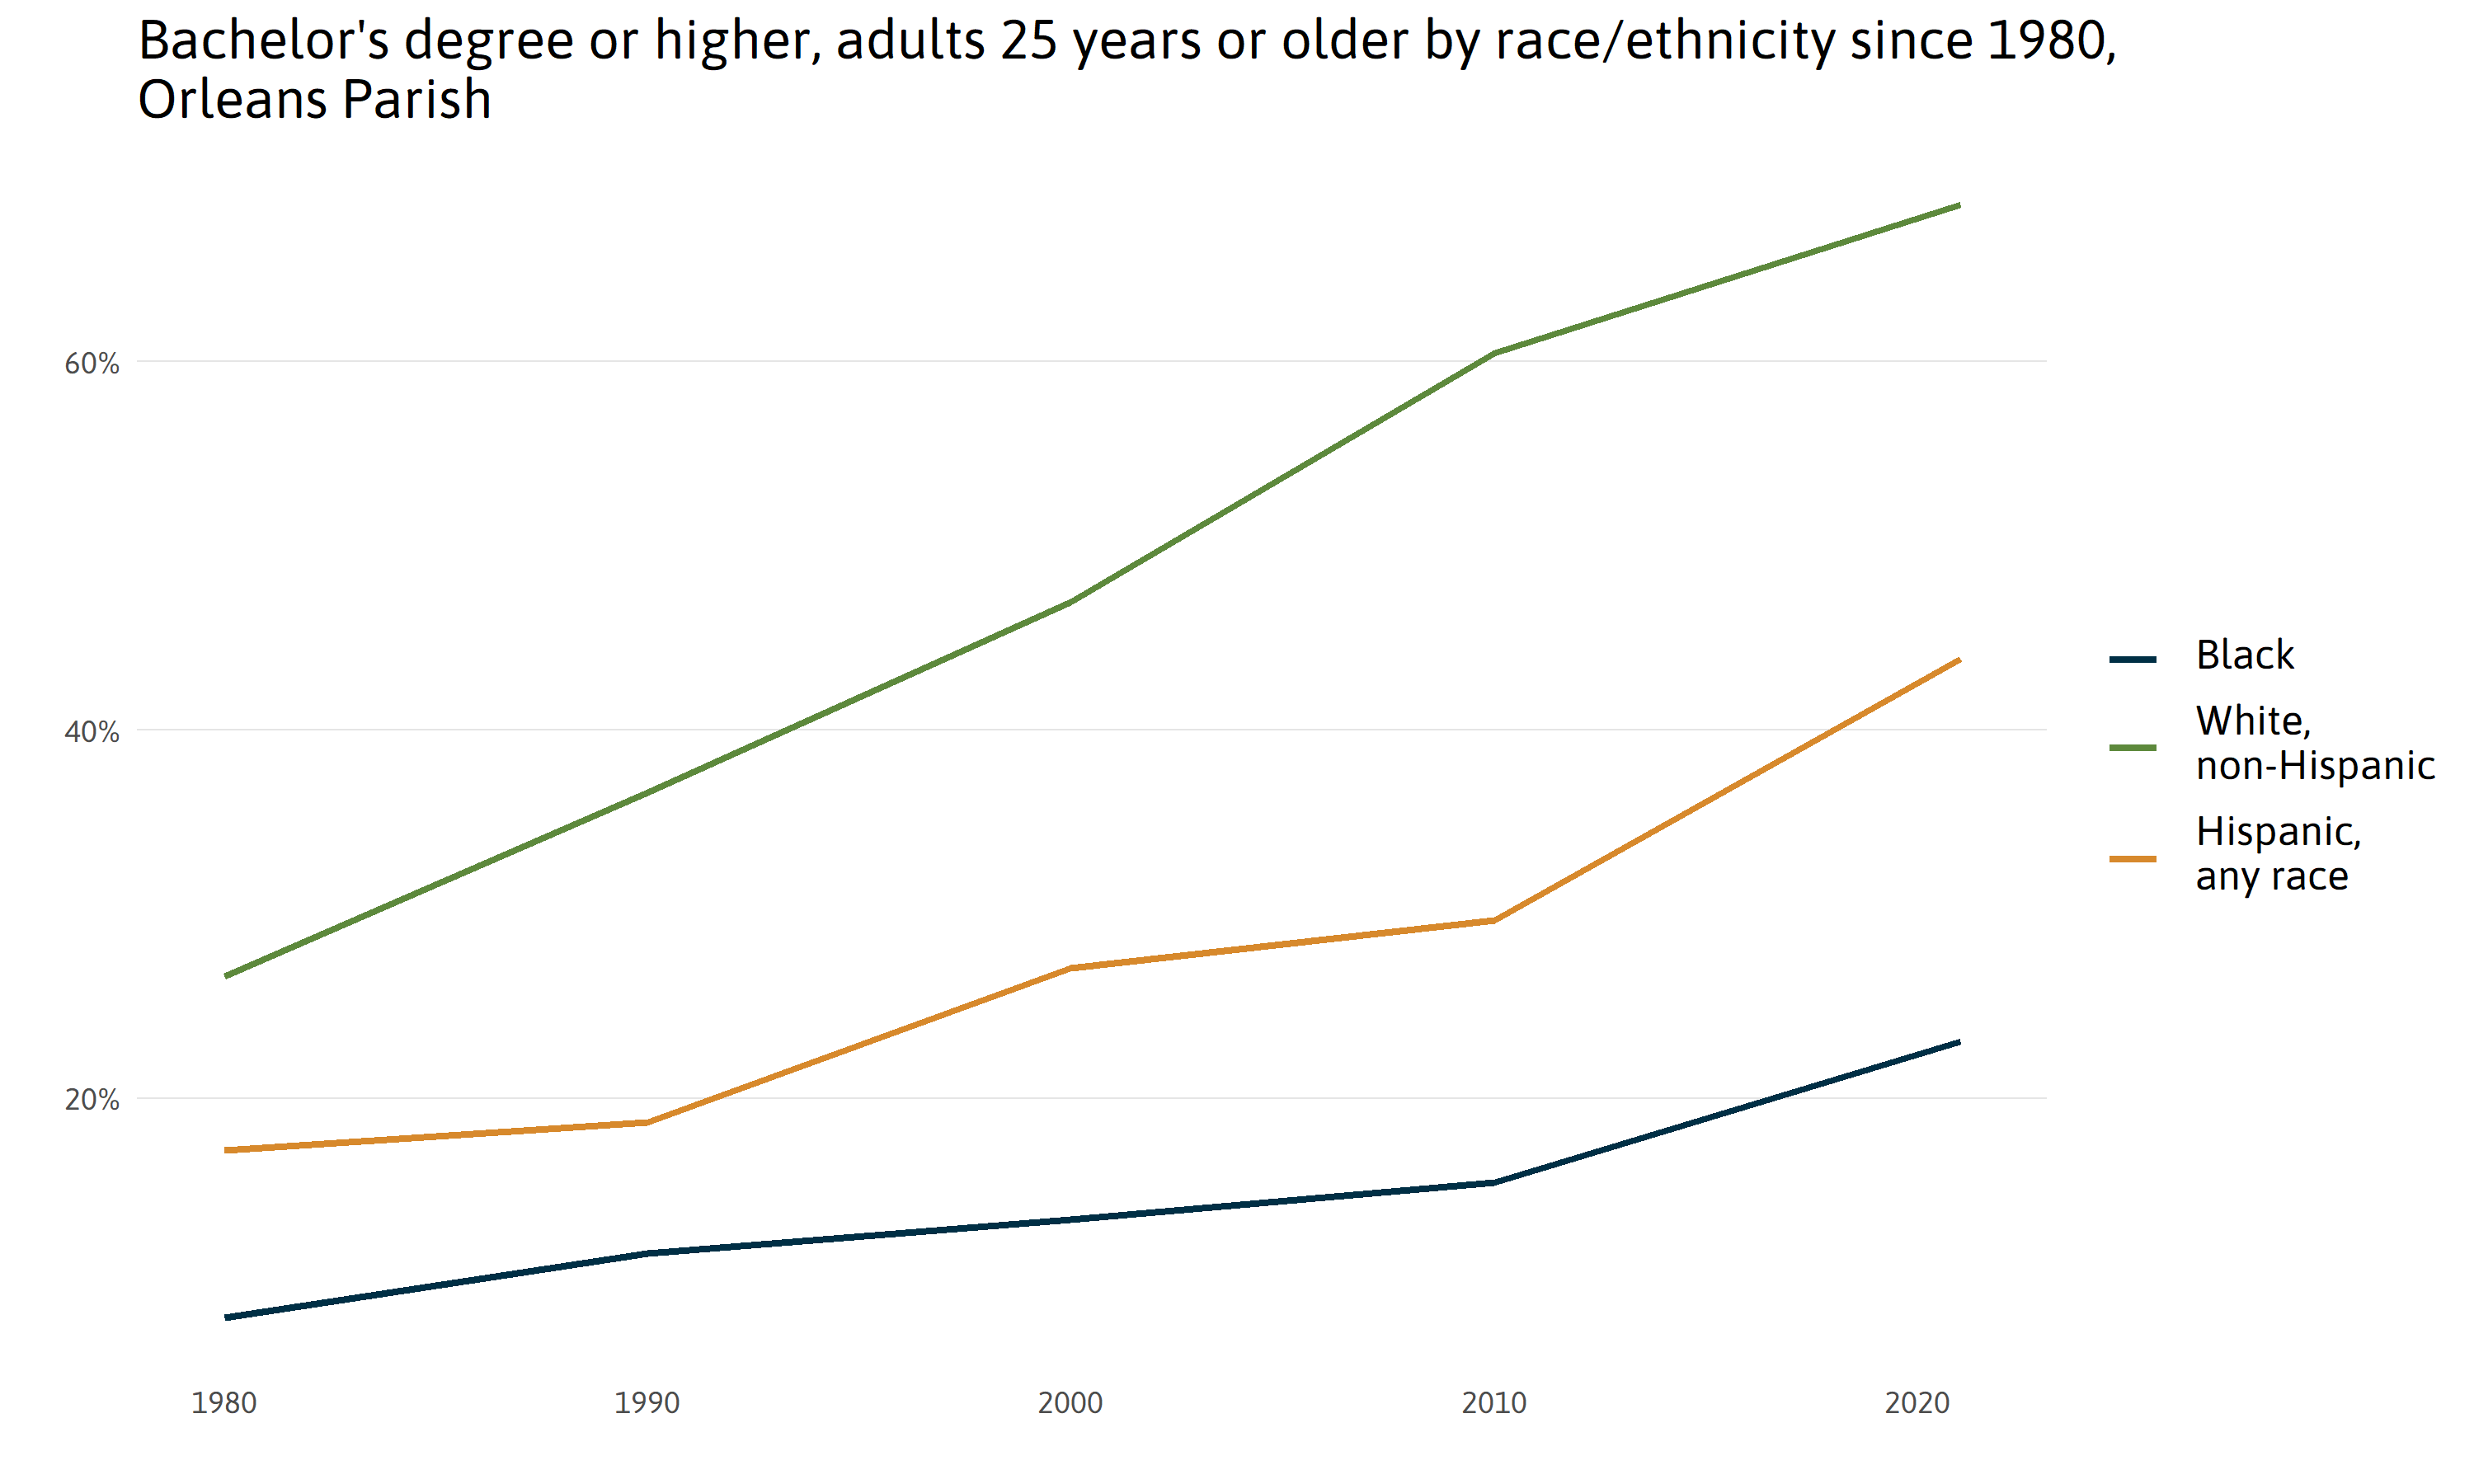 Bachelor's degree or higher, adults 25 years or older by race/ethnicity since 1980,
Orleans Parish
60%
40%
20%
1980
1990
2000
2010
2020
Black
White,
non-Hispanic
Hispanic,
any race